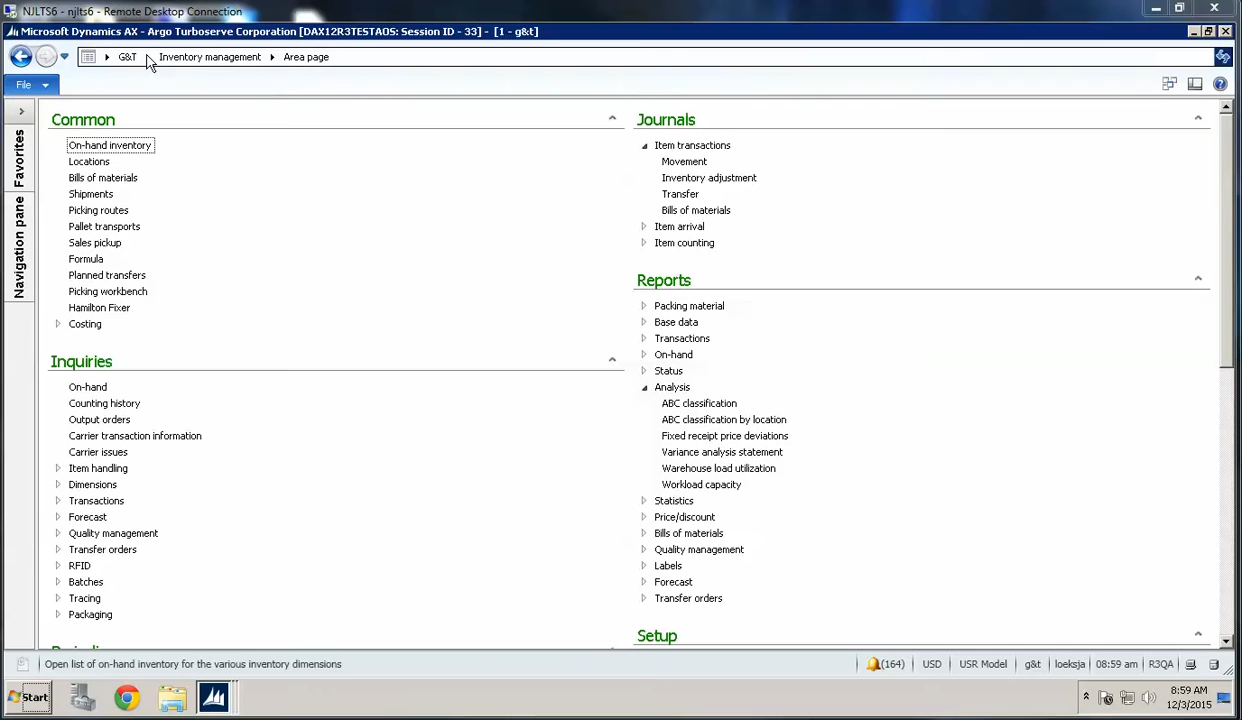 NJLTS6 - njlts6 - Remote Desktop Connection
Microsoft Dynamics AX - Argo Turboserve Corporation [DAX12R3TESTAOS: Session ID - 33] - [1 - g&t]
G&T Inventory management Area page
File
Favorites
Navigation pane
Common
On-hand inventory
Locations
Bills of materials
Shipments
Picking routes
Pallet transports
Sales pickup
Formula
Planned transfers
Picking workbench
Hamilton Fixer
Costing
Inquiries
On-hand
Counting history
Output orders
Carrier transaction information
Carrier issues
Item handling
Dimensions
Transactions
Forecast
Quality management
Transfer orders
RFID
Batches
Tracing
Packaging
Journals
Item transactions
Movement
Inventory adjustment
Transfer
Bills of materials
Item arrival
Item counting
Reports
Packing material
Base data
Transactions
On-hand
Status
Analysis
ABC classification
ABC classification by location
Fixed receipt price deviations
Variance analysis statement
Warehouse load utilization
Workload capacity
Statistics
Price/discount
Bills of materials
Quality management
Labels
Forecast
Transfer orders
Setup
Open list of on-hand inventory for the various inventory dimensions
(164) USD USR Model g&t loeksja 08:59 am R3QA
Start
8:59 AM
12/3/2015